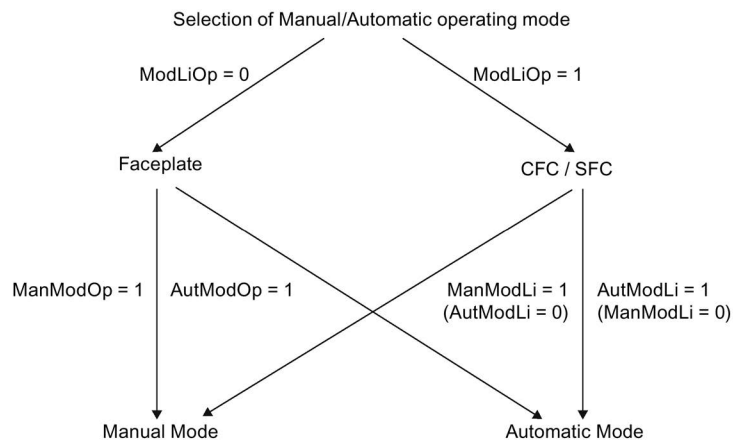 Selection of Manual/Automatic operating mode
ModLiOp = 0
ModLiOp = 1
Faceplate
CFC / SFC
ManModOp = 1
AutModOp = 1
ManModLi = 1
(AutModLi = 0)
AutModLi = 1
(ManModLi = 0)
Manual Mode
Automatic Mode